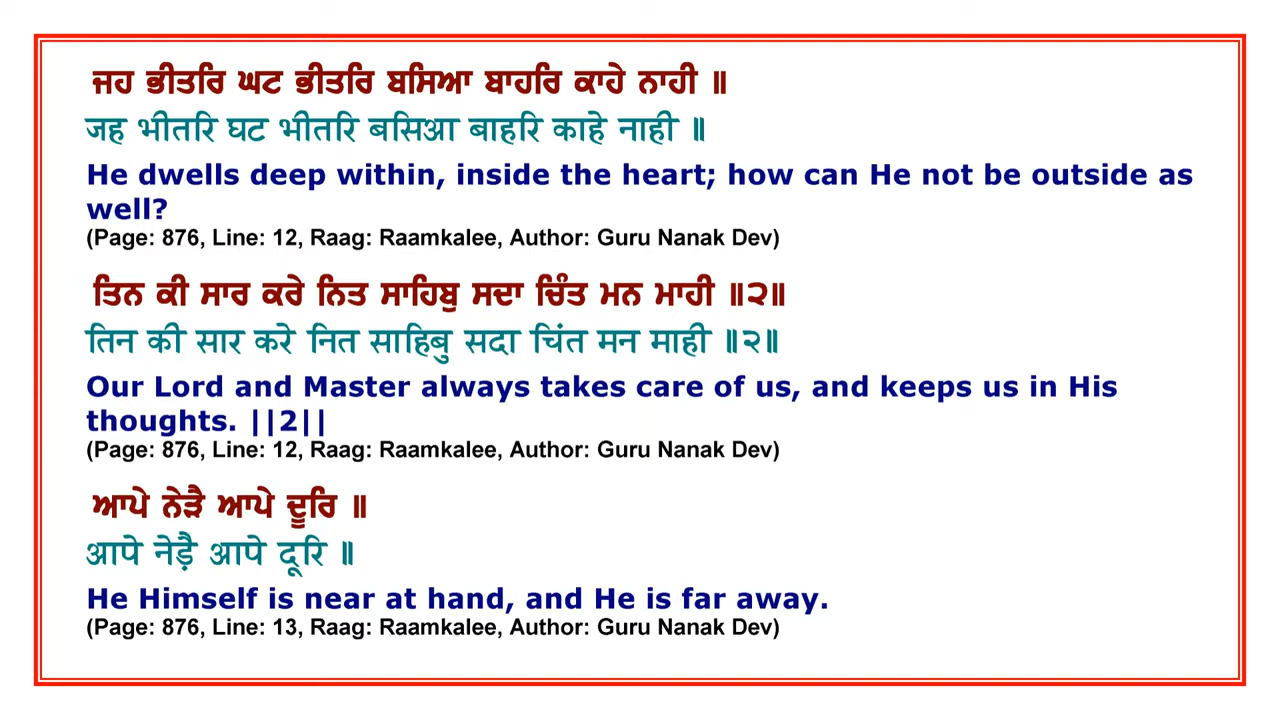 ਜਹ ਭੀਤਰਿ ਘਟ ਭੀਤਰਿ ਬਸਿਆ ਬਾਹਰਿ ਕਾਹੇ ਨਾਹੀ ॥
जह भीतरि घट भीतरि बसिआ बाहरि काहे नाही ॥
He dwells deep within, inside the heart; how can He not be outside as
well?
(Page: 876, Line: 12, Raag: Raamkalee, Author: Guru Nanak Dev)
ਤਿਨ ਕੀ ਸਾਰ ਕਰੇ ਨਿਤ ਸਾਹਿਬੁ ਸਦਾ ਚਿੰਤ ਮਨ ਮਾਹੀ ॥੨॥
तिन की सार करे नित साहिबु सदा चिंत मन माही ॥२॥
Our Lord and Master always takes care of us, and keeps us in His
thoughts. ||2||
(Page: 876, Line: 12, Raag: Raamkalee, Author: Guru Nanak Dev)
ਆਪੇ ਨੇੜੈ ਆਪੇ ਦੂਰਿ ॥
आपे नेड़ै आपे दूरि ॥
He Himself is near at hand, and He is far away.
(Page: 876, Line: 13, Raag: Raamkalee, Author: Guru Nanak Dev)